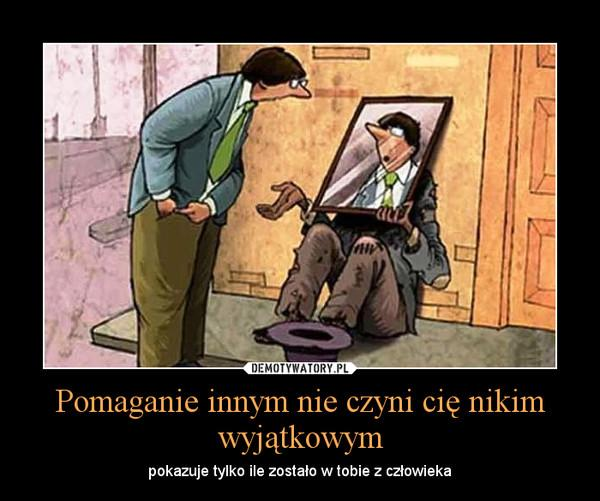 DEMOTYWATORY.PL
Pomaganie innym nie czyni cię nikim
wyjątkowym
pokazuje tylko ile zostało w tobie z człowieka